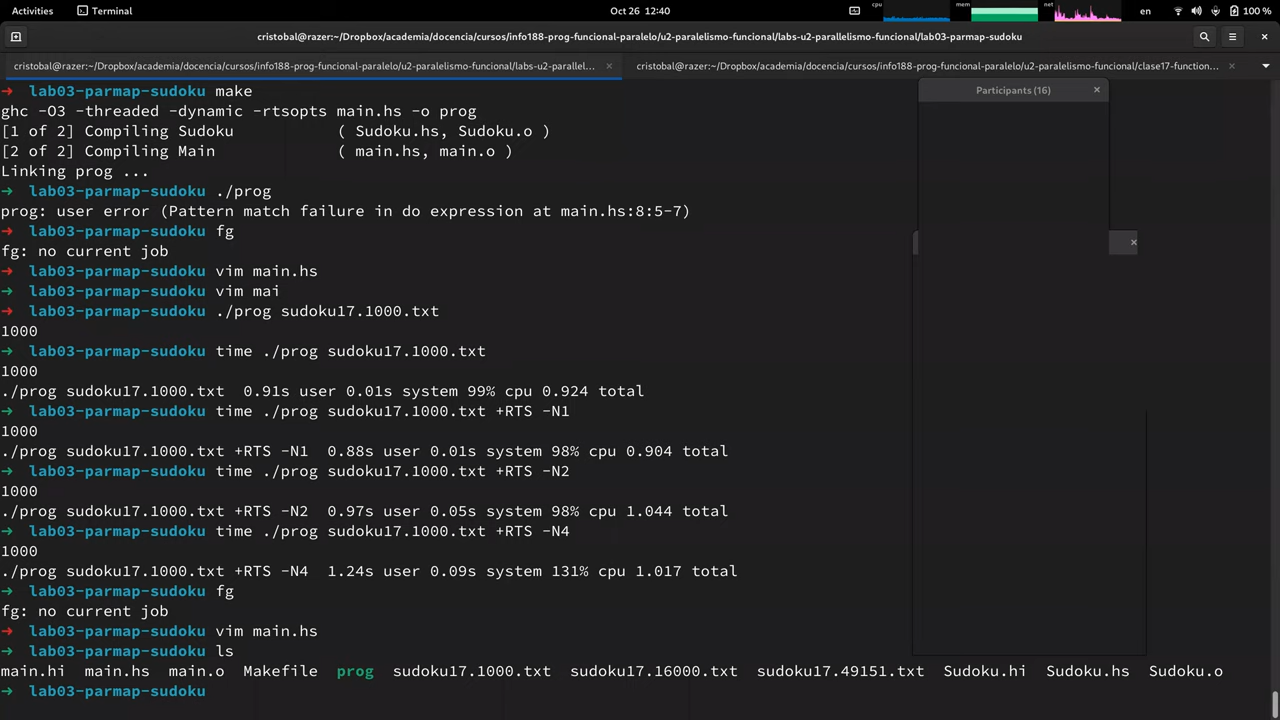 Activities Terminal Oct 26 12:40 cpu mem net en 100 %
cristobal@razer:~/Dropbox/academia/docencia/cursos/info188-prog-funcional-paralelo/u2-paralelismo-funcional/labs-u2-parallelismo-funcional/lab03-parmap-sudoku
cristobal@razer:~/Dropbox/academia/docencia/cursos/info188-prog-funcional-paralelo/u2-paralelismo-funcional/labs-u2-parallel... × cristobal@razer:~/Dropbox/academia/docencia/cursos/info188-prog-funcional-paralelo/u2-paralelismo-funcional/clase17-function... ×
Participants (16) ×
→ lab03-parmap-sudoku make
ghc -O3 -threaded -dynamic -rtsopts main.hs -o prog
[1 of 2] Compiling Sudoku ( Sudoku.hs, Sudoku.o )
[2 of 2] Compiling Main ( main.hs, main.o )
Linking prog ...
→ lab03-parmap-sudoku ./prog
prog: user error (Pattern match failure in do expression at main.hs:8:5-7)
→ lab03-parmap-sudoku fg
fg: no current job
→ lab03-parmap-sudoku vim main.hs
→ lab03-parmap-sudoku vim mai
→ lab03-parmap-sudoku ./prog sudoku17.1000.txt
1000
→ lab03-parmap-sudoku time ./prog sudoku17.1000.txt
1000
./prog sudoku17.1000.txt 0.91s user 0.01s system 99% cpu 0.924 total
→ lab03-parmap-sudoku time ./prog sudoku17.1000.txt +RTS -N1
1000
./prog sudoku17.1000.txt +RTS -N1 0.88s user 0.01s system 98% cpu 0.904 total
→ lab03-parmap-sudoku time ./prog sudoku17.1000.txt +RTS -N2
1000
./prog sudoku17.1000.txt +RTS -N2 0.97s user 0.05s system 98% cpu 1.044 total
→ lab03-parmap-sudoku time ./prog sudoku17.1000.txt +RTS -N4
1000
./prog sudoku17.1000.txt +RTS -N4 1.24s user 0.09s system 131% cpu 1.017 total
→ lab03-parmap-sudoku fg
fg: no current job
→ lab03-parmap-sudoku vim main.hs
→ lab03-parmap-sudoku ls
main.hi main.hs main.o Makefile prog sudoku17.1000.txt sudoku17.16000.txt sudoku17.49151.txt Sudoku.hi Sudoku.hs Sudoku.o
→ lab03-parmap-sudoku